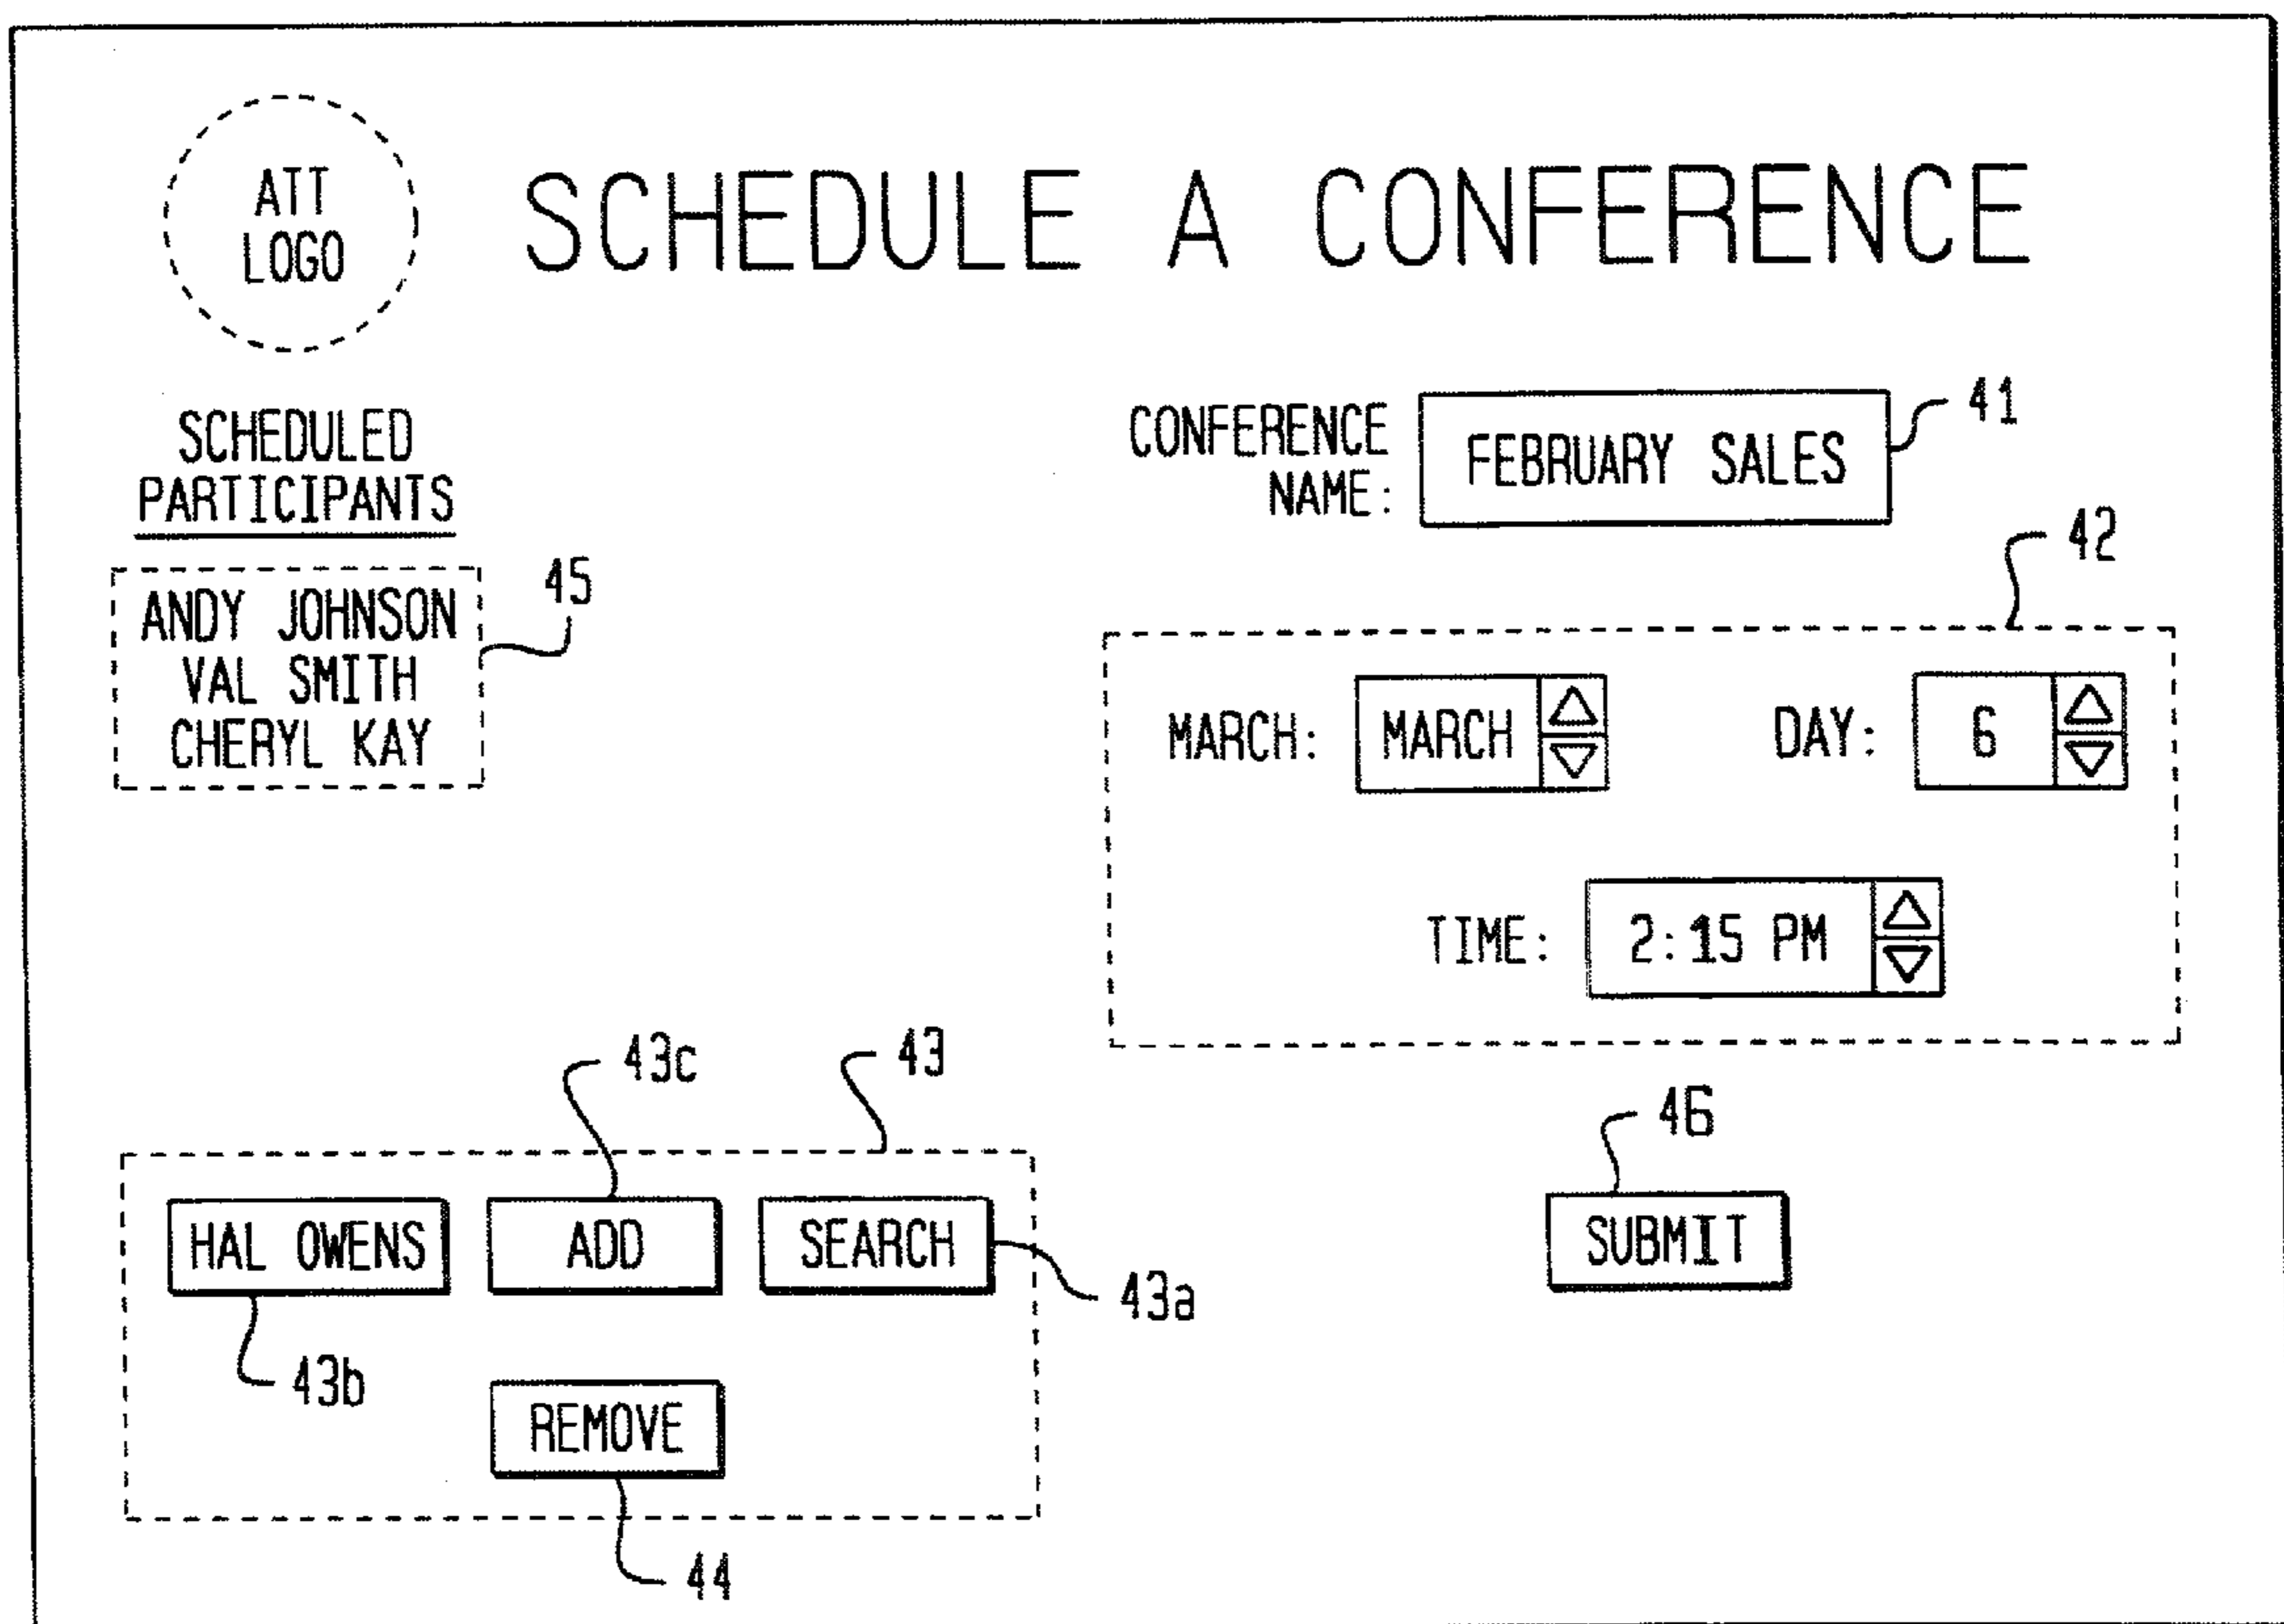 ATT
LOGO
SCHEDULE A CONFERENCE
SCHEDULED
PARTICIPANTS
45
ANDY JOHNSON
VAL SMITH
CHERYL KAY
CONFERENCE
NAME:
FEBRUARY SALES
41
42
MARCH: MARCH
DAY: 6
TIME: 2:15 PM
43c
43
HAL OWENS
ADD
SEARCH
43a
43b
REMOVE
44
46
SUBMIT